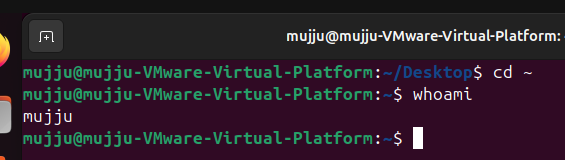 mujju@mujju-VMware-Virtual-Platform:
mujju@mujju-VMware-Virtual-Platform:~/Desktop$ cd ~
mujju@mujju-VMware-Virtual-Platform:~$ whoami
mujju
mujju@mujju-VMware-Virtual-Platform:~$